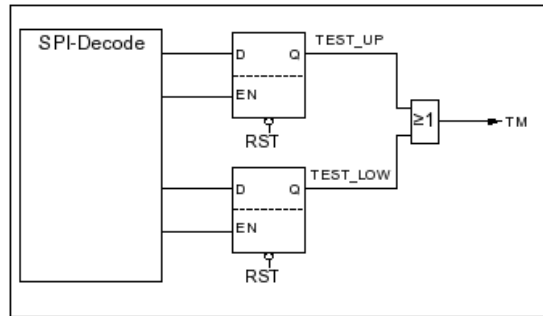 SPI-Decode
D Q
EN
RST
TEST_UP
D Q
EN
RST
TEST_LOW
≥1
TM